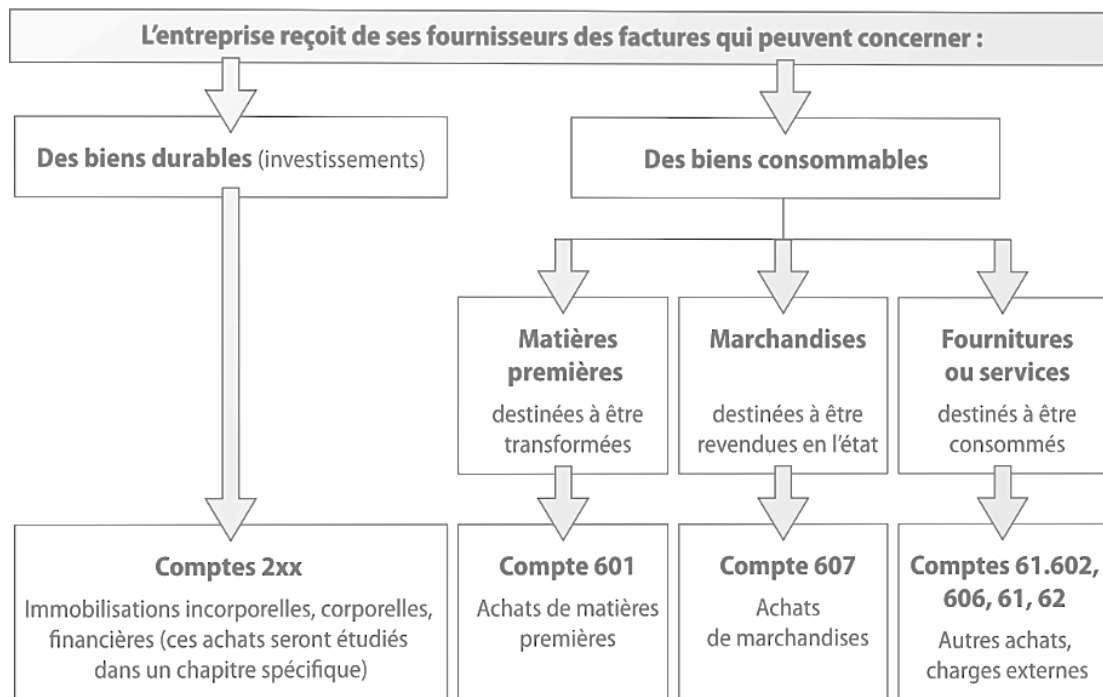 L'entreprise reçoit de ses fournisseurs des factures qui peuvent concerner :
Des biens durables (investissements)
Des biens consommables
Matières
premières
destinées à être
transformées
Marchandises
destinées à être
revendues en l'état
Fournitures
ou services
destinés à être
consommés
Comptes 2xx
Immobilisations incorporelles, corporelles,
financières (ces achats seront étudiés
dans un chapitre spécifique)
Compte 601
Achats de matières
premières
Compte 607
Achats
de marchandises
Comptes 61.602,
606, 61, 62
Autres achats,
charges externes